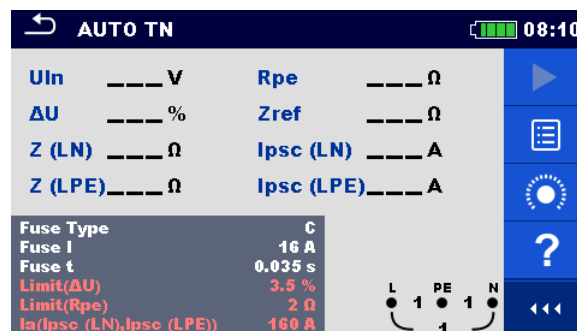 AUTO TN 08:10
Uln ___ V Rpe ___ Ω
ΔU ___ % Zref ___ Ω
Z (LN) ___ Ω Ipsc (LN) ___ A
Z (LPE)___ Ω Ipsc (LPE)___ A
Fuse Type C
Fuse I 16 A
Fuse t 0.035 s
Limit(ΔU) 3.5 %
Limit(Rpe) 2 Ω
Ia(Ipsc (LN),Ipsc (LPE)) 160 A
L PE N
1 1
1
?